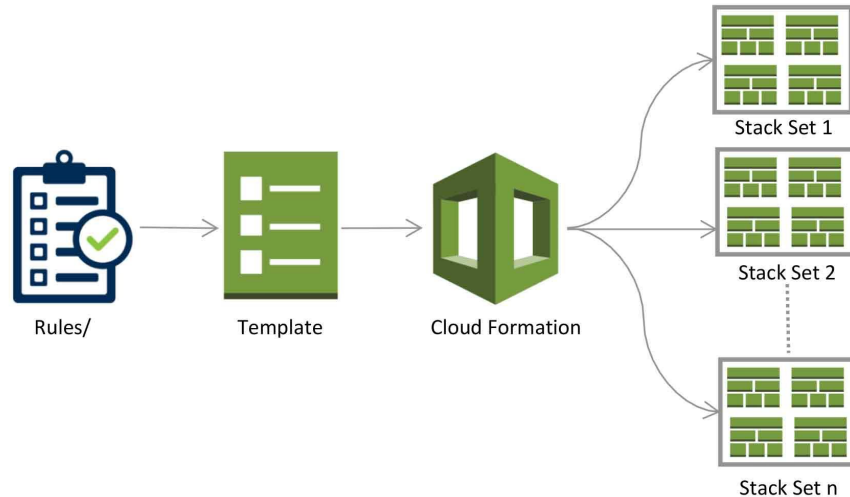 Stack Set 1
Stack Set 2
Rules/
Template
Cloud Formation
Stack Set n